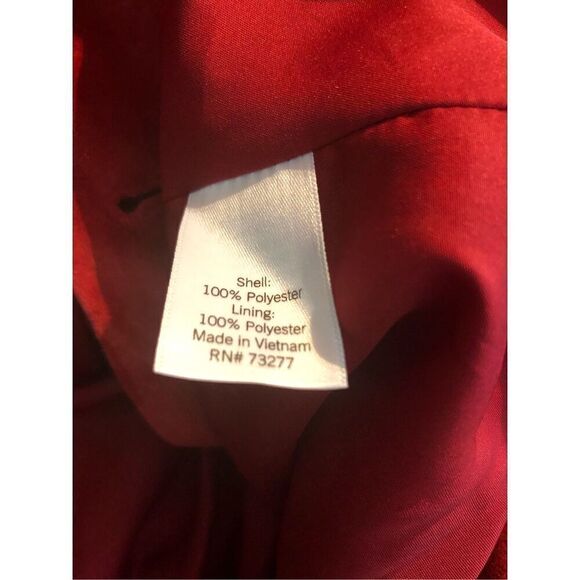 Shell:
100% Polyester
Lining:
100% Polyester
Made in Vietnam
RN# 73277